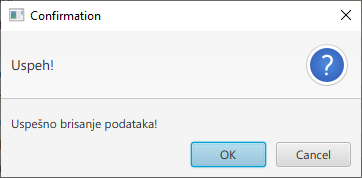 Confirmation
Uspeh!
?
Uspešno brisanje podataka!
OK
Cancel